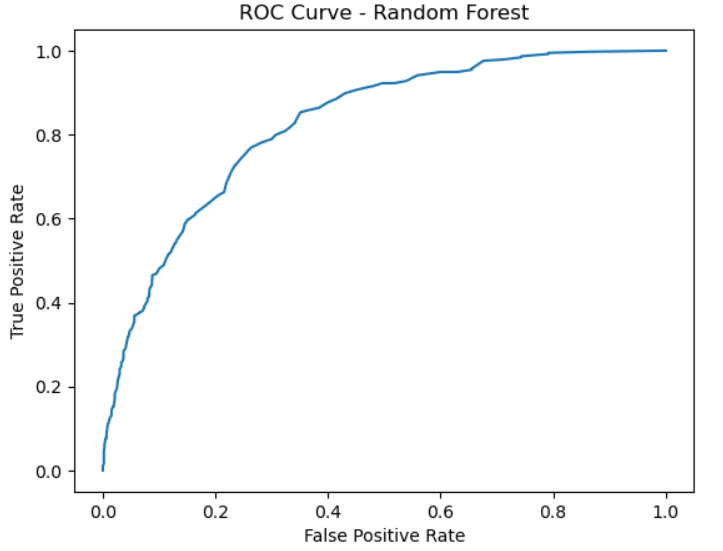 ROC Curve - Random Forest
True Positive Rate
1.0
0.8
0.6
0.4
0.2
0.0
0.0 0.2 0.4 0.6 0.8 1.0
False Positive Rate